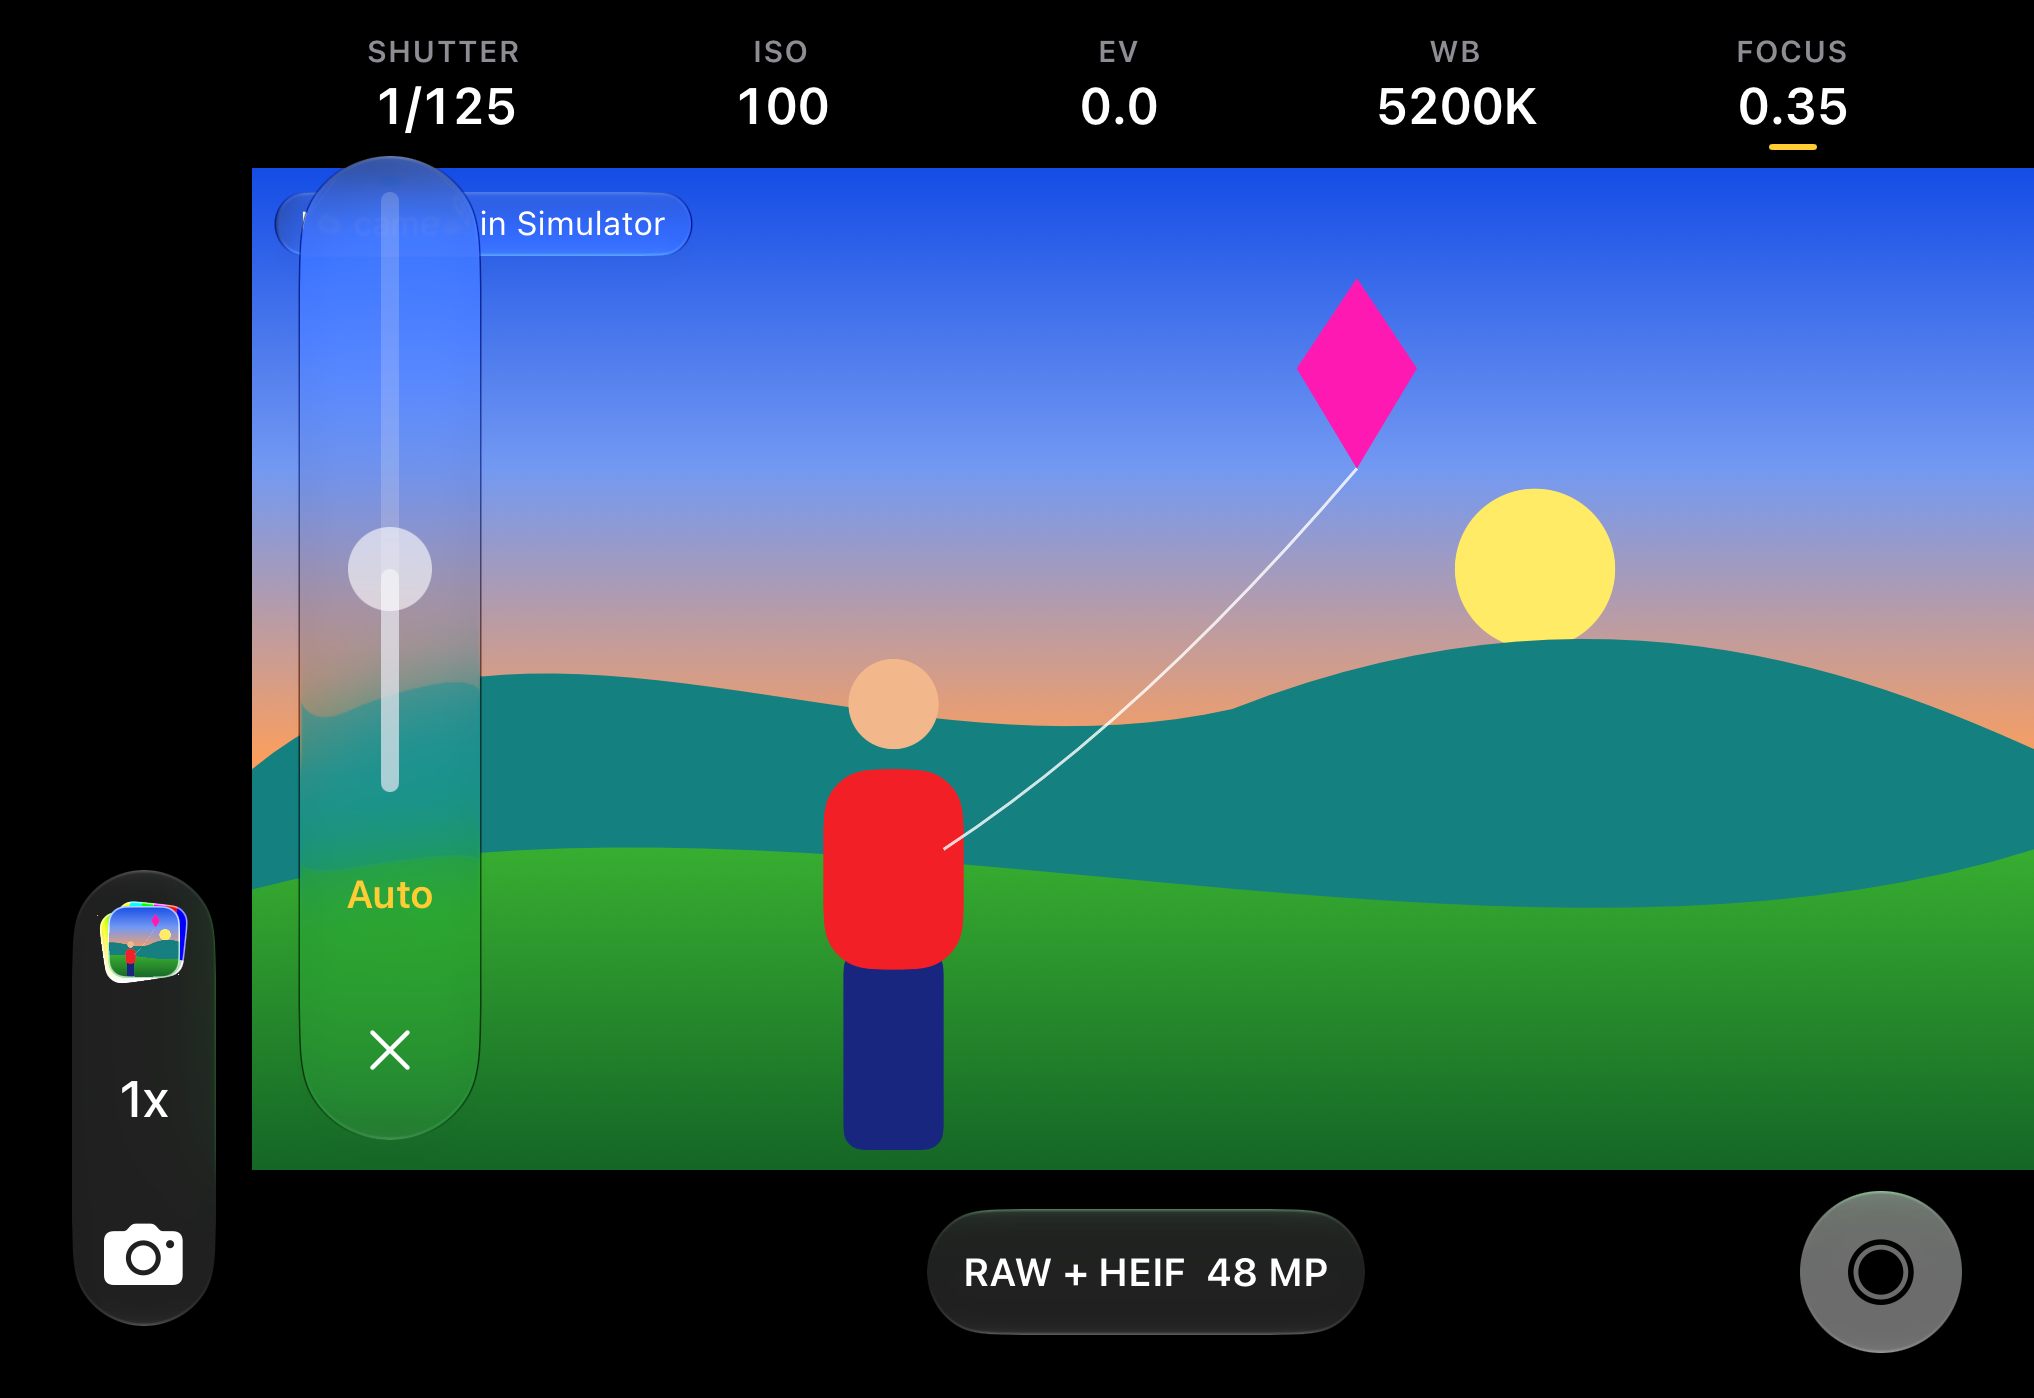 SHUTTER ISO EV WB FOCUS
1/125 100 0.0 5200K 0.35
in Simulator
Auto
1x
RAW + HEIF 48 MP